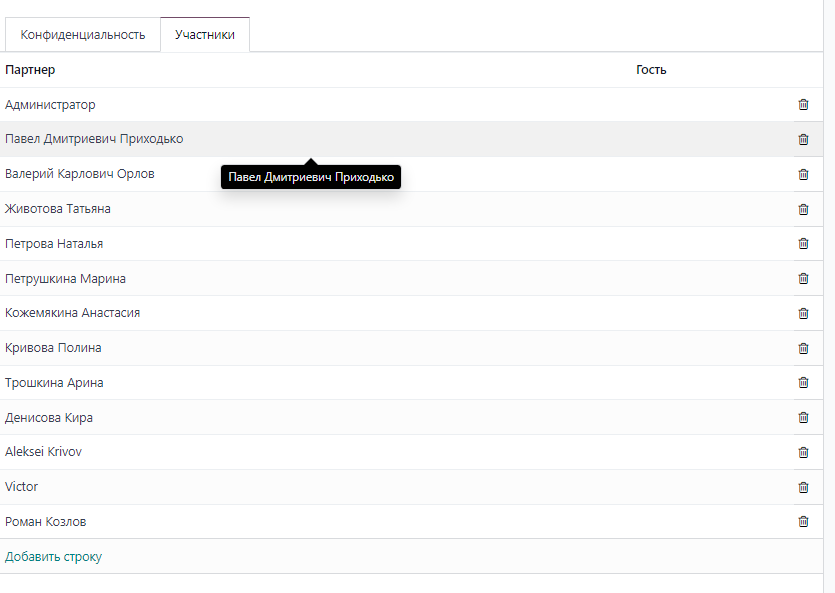 Конфиденциальность Участники
Партнер Гость
Администратор
Павел Дмитриевич Приходько
Валерий Карлович Орлов
Павел Дмитриевич Приходько
Животова Татьяна
Петрова Наталья
Петрушкина Марина
Кожемякина Анастасия
Кривова Полина
Трошкина Арина
Денисова Кира
Aleksei Krivov
Victor
Роман Козлов
Добавить строку